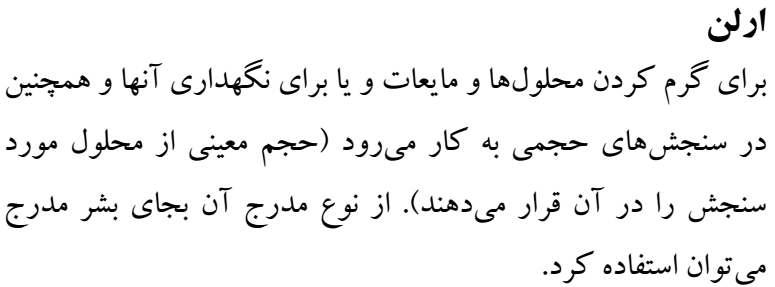 ارلن
برای گرم کردن محلول‌ها و مایعات و یا برای نگهداری آنها و همچنین
در سنجش‌های حجمی به کار می‌رود (حجم معینی از محلول مورد
سنجش را در آن قرار می‌دهند). از نوع مدرج آن بجای بشر مدرج
می‌توان استفاده کرد.